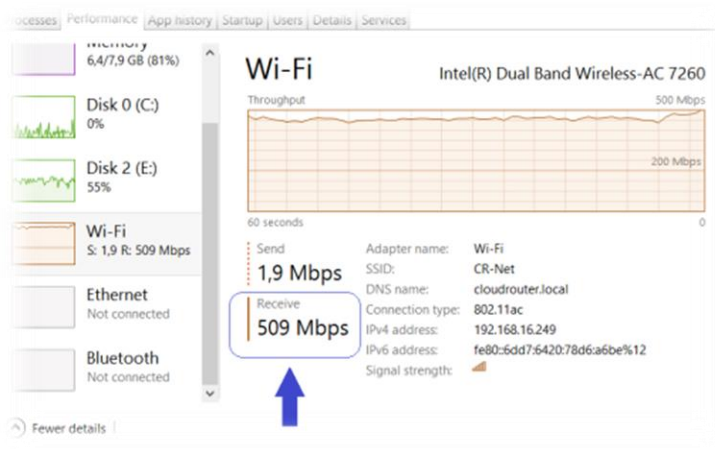 ocesses Performance App history Startup Users Details Services
Memory
6,4/7,9 GB (81%)
Disk 0 (C:)
0%
Disk 2 (E:)
55%
Wi-Fi
S: 1,9 R: 509 Mbps
Ethernet
Not connected
Bluetooth
Not connected
Wi-Fi
Intel(R) Dual Band Wireless-AC 7260
Throughput
500 Mbps
200 Mbps
60 seconds
0
Send
1,9 Mbps
Receive
509 Mbps
Adapter name: Wi-Fi
SSID: CR-Net
DNS name: cloudrouter.local
Connection type: 802.11ac
IPv4 address: 192.168.16.249
IPv6 address: fe80::6dd7:6420:78d6:a6be%12
Signal strength:
Fewer details